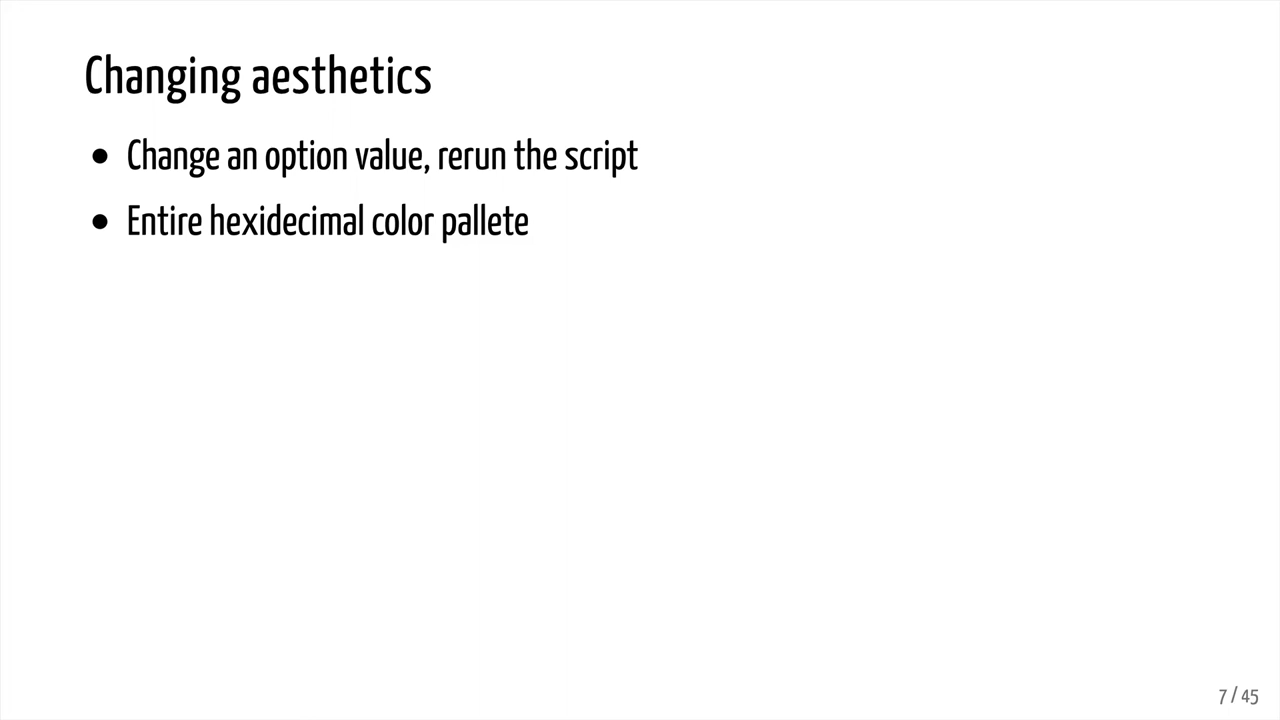 Changing aesthetics
• Change an option value, rerun the script
• Entire hexidecimal color pallete
7 / 45